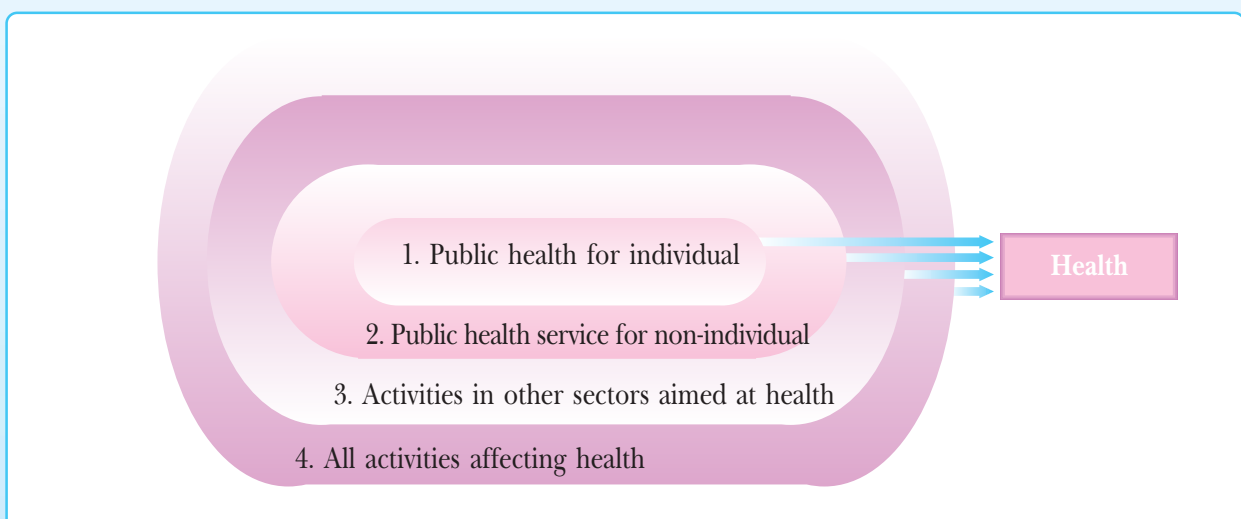 1. Public health for individual
Health
2. Public health service for non-individual
3. Activities in other sectors aimed at health
4. All activities affecting health